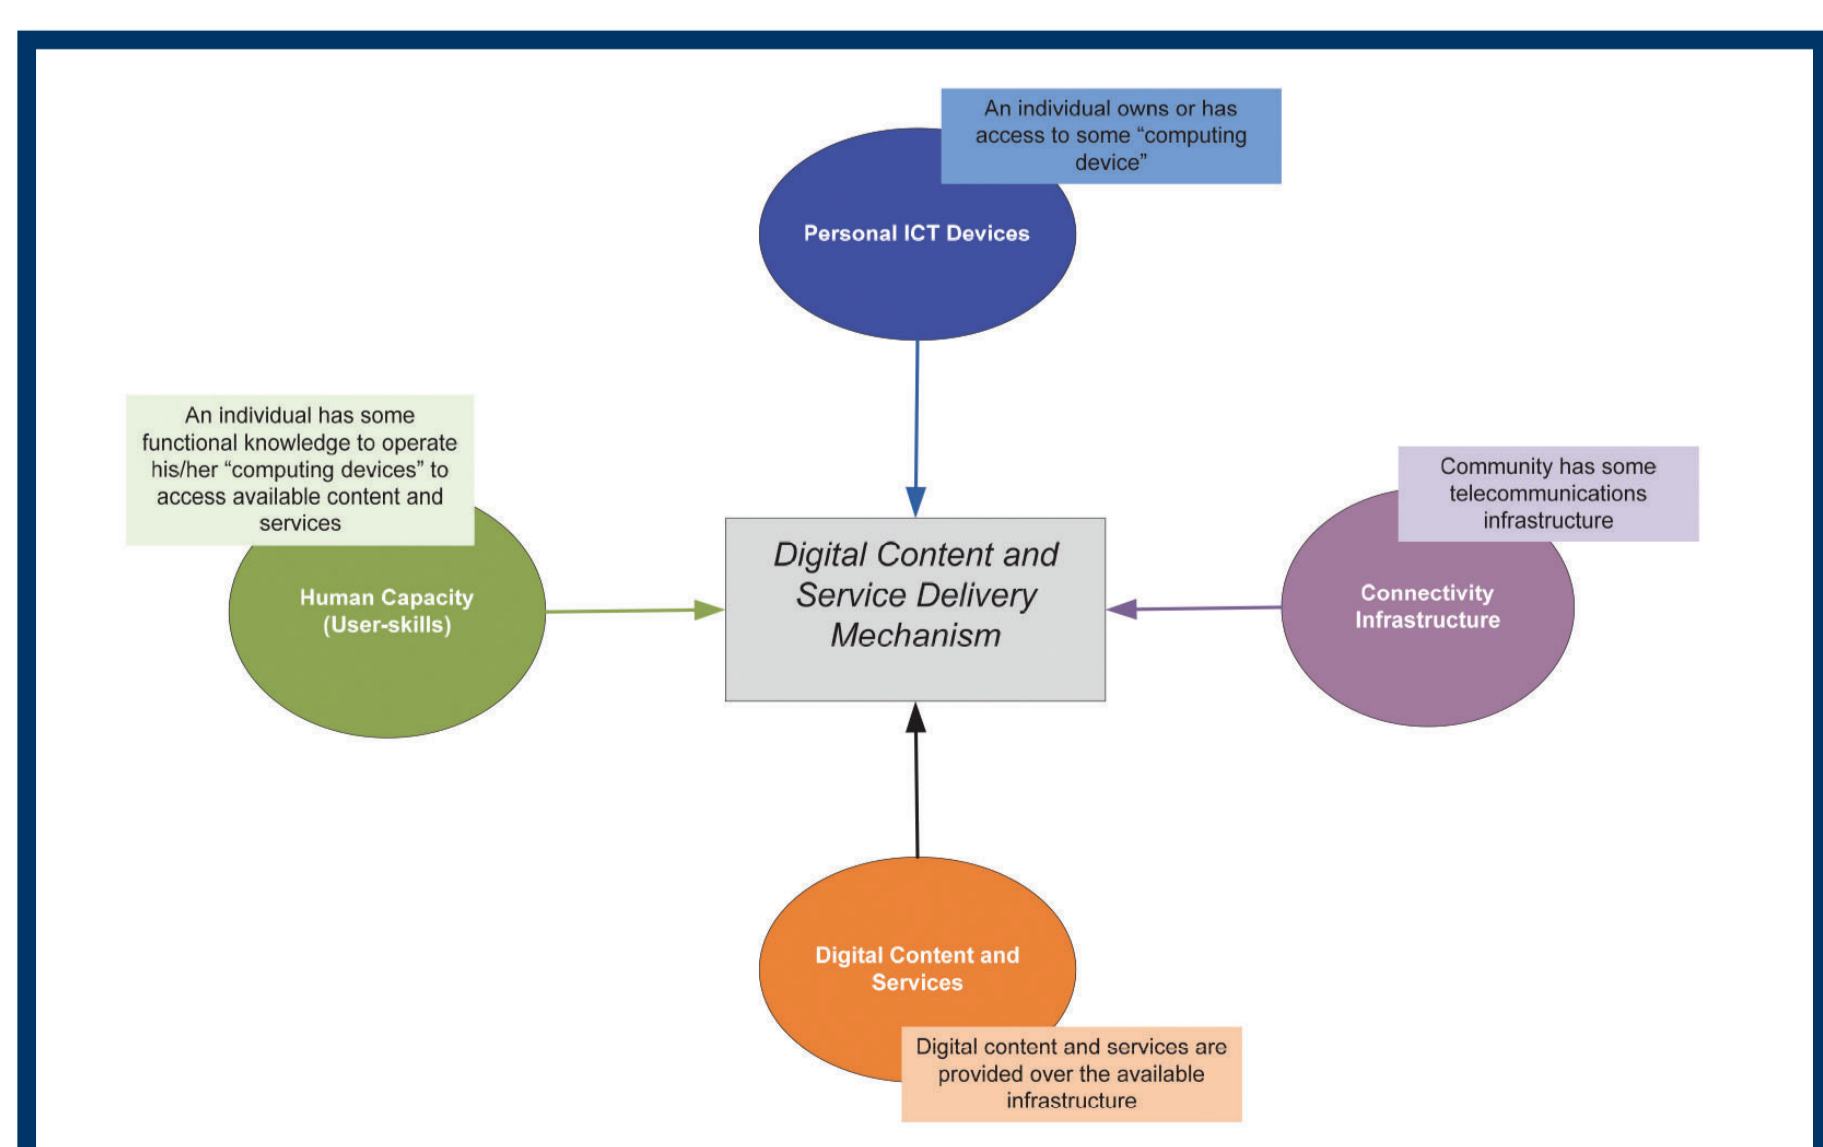 An individual owns or has
access to some “computing
device”
Personal ICT Devices
An individual has some
functional knowledge to operate
his/her “computing devices” to
access available content and
services
Human Capacity
(User-skills)
Digital Content and
Service Delivery
Mechanism
Community has some
telecommunications
infrastructure
Connectivity
Infrastructure
Digital Content and
Services
Digital content and services are
provided over the available
infrastructure